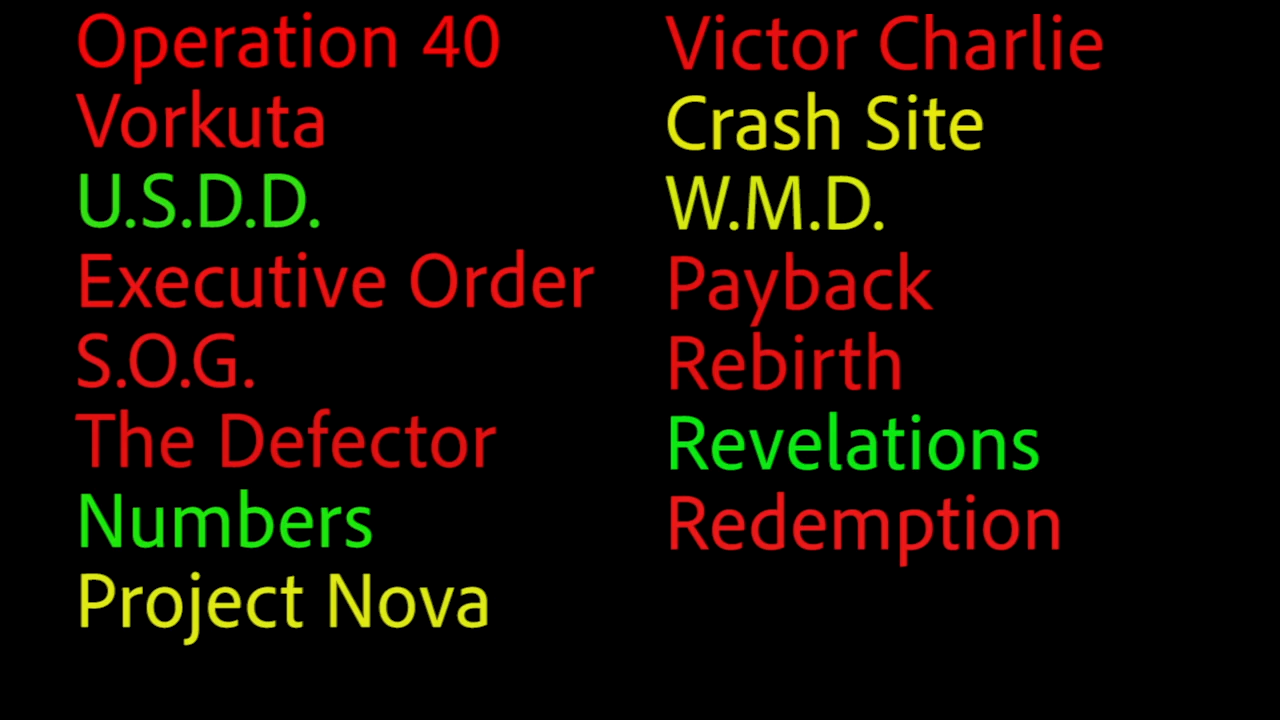 Operation 40
Vorkuta
U.S.D.D.
Executive Order
S.O.G.
The Defector
Numbers
Project Nova
Victor Charlie
Crash Site
W.M.D.
Payback
Rebirth
Revelations
Redemption